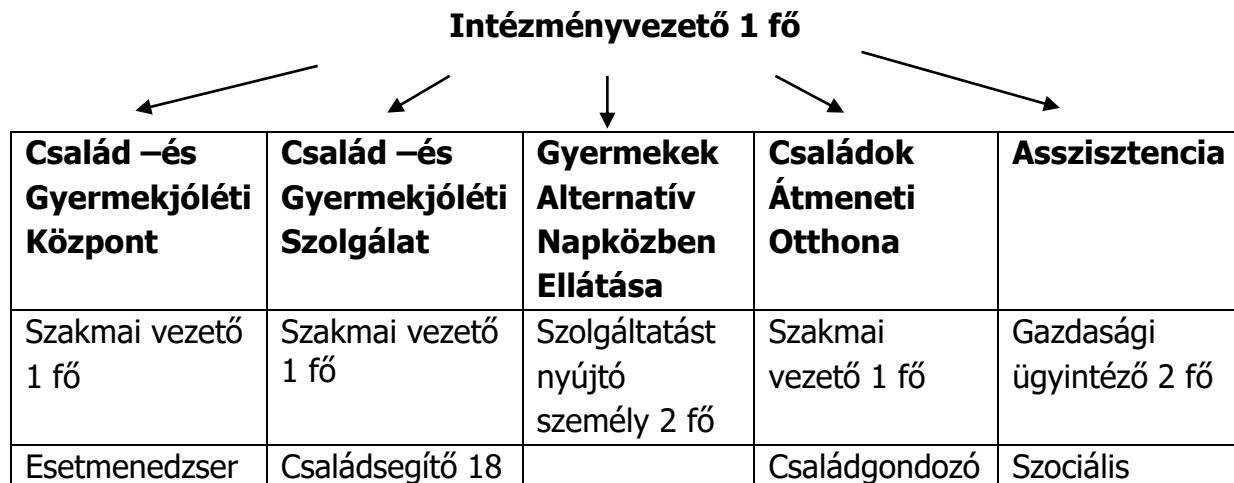 Intézményvezető 1 fő
Család –és
Gyermekjóléti
Központ
Család –és
Gyermekjóléti
Szolgálat
Gyermekek
Alternatív
Napközben
Ellátása
Családok
Átmeneti
Otthona
Asszisztencia
Szakmai vezető
1 fő
Szakmai vezető
1 fő
Szolgáltatást
nyújtó
személy 2 fő
Szakmai
vezető 1 fő
Gazdasági
ügyintéző 2 fő
Esetmenedzser
Családsegítő 18
Családgondozó
Szociális